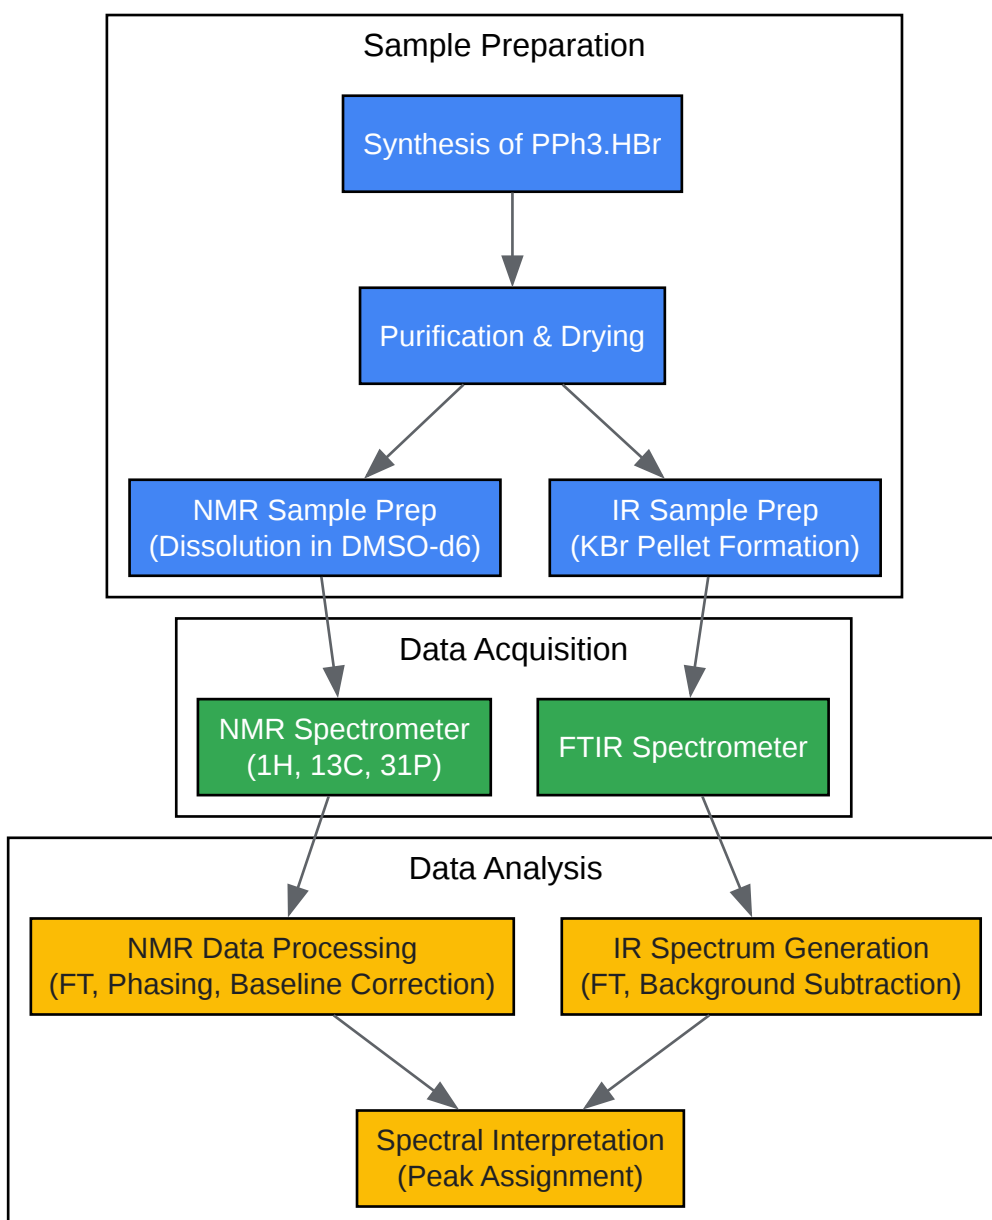 Sample Preparation
Synthesis of PPh3.HBr
Purification & Drying
NMR Sample Prep
(Dissolution in DMSO-d6)
IR Sample Prep
(KBr Pellet Formation)
Data Acquisition
NMR Spectrometer
(1H, 13C, 31P)
FTIR Spectrometer
Data Analysis
NMR Data Processing
(FT, Phasing, Baseline Correction)
IR Spectrum Generation
(FT, Background Subtraction)
Spectral Interpretation
(Peak Assignment)